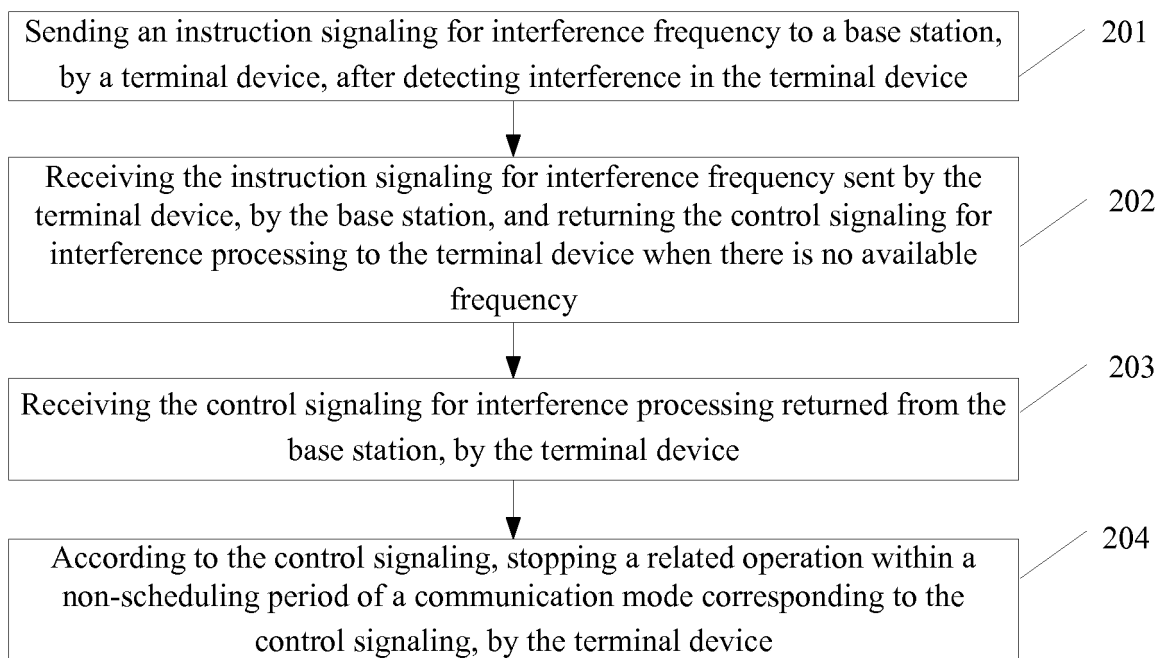 Sending an instruction signaling for interference frequency to a base station,
by a terminal device, after detecting interference in the terminal device
201
Receiving the instruction signaling for interference frequency sent by the
terminal device, by the base station, and returning the control signaling for
interference processing to the terminal device when there is no available
frequency
202
Receiving the control signaling for interference processing returned from the
base station, by the terminal device
203
According to the control signaling, stopping a related operation within a
non-scheduling period of a communication mode corresponding to the
control signaling, by the terminal device
204